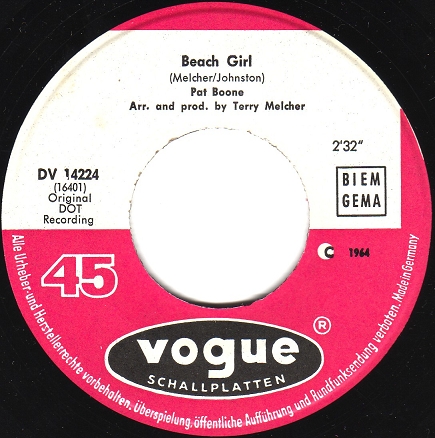 Beach Girl
(Melcher/Johnston)
Pat Boone
Arr. and prod. by Terry Melcher
2'32"
DV 14224
(16401)
Original
DOT
Recording
BIEM
GEMA
C 1964
45
®
vogue
SCHALLPLATTEN
Alle Urheber- und Herstellerrechte vorbehalten. Überspielung, öffentliche Aufführung und Rundfunksendung verboten. Made in Germany